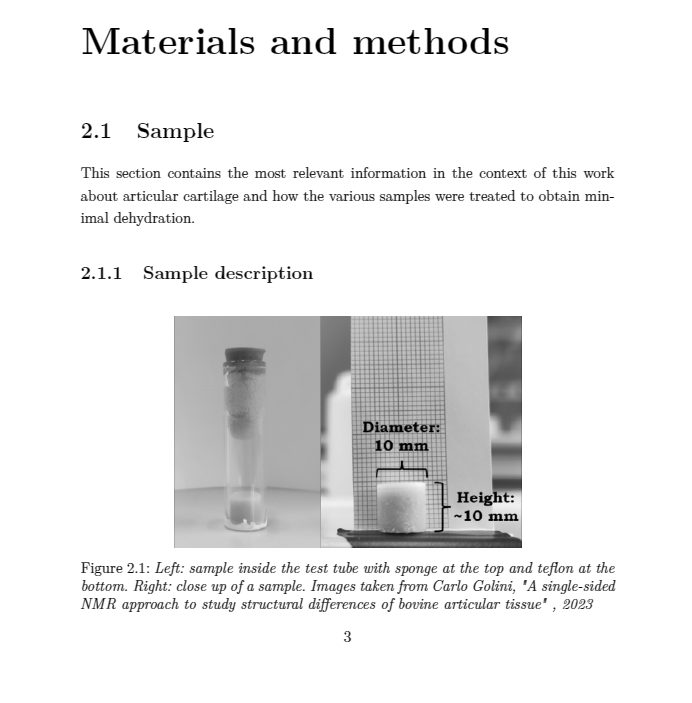 Materials and methods
2.1 Sample
This section contains the most relevant information in the context of this work
about articular cartilage and how the various samples were treated to obtain min-
imal dehydration.
2.1.1 Sample description
Diameter:
10 mm
Height:
~10 mm
Figure 2.1: Left: sample inside the test tube with sponge at the top and teflon at the
bottom. Right: close up of a sample. Images taken from Carlo Golini, "A single-sided
NMR approach to study structural differences of bovine articular tissue" , 2023
3